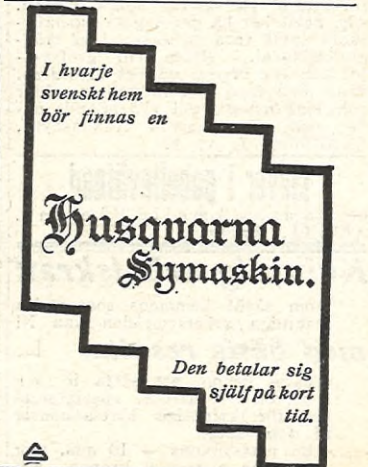 I hvarje
svenskt hem
bör finnas en
Husqvarna
Symaskin.
Den betalar sig
själf på kort
tid.